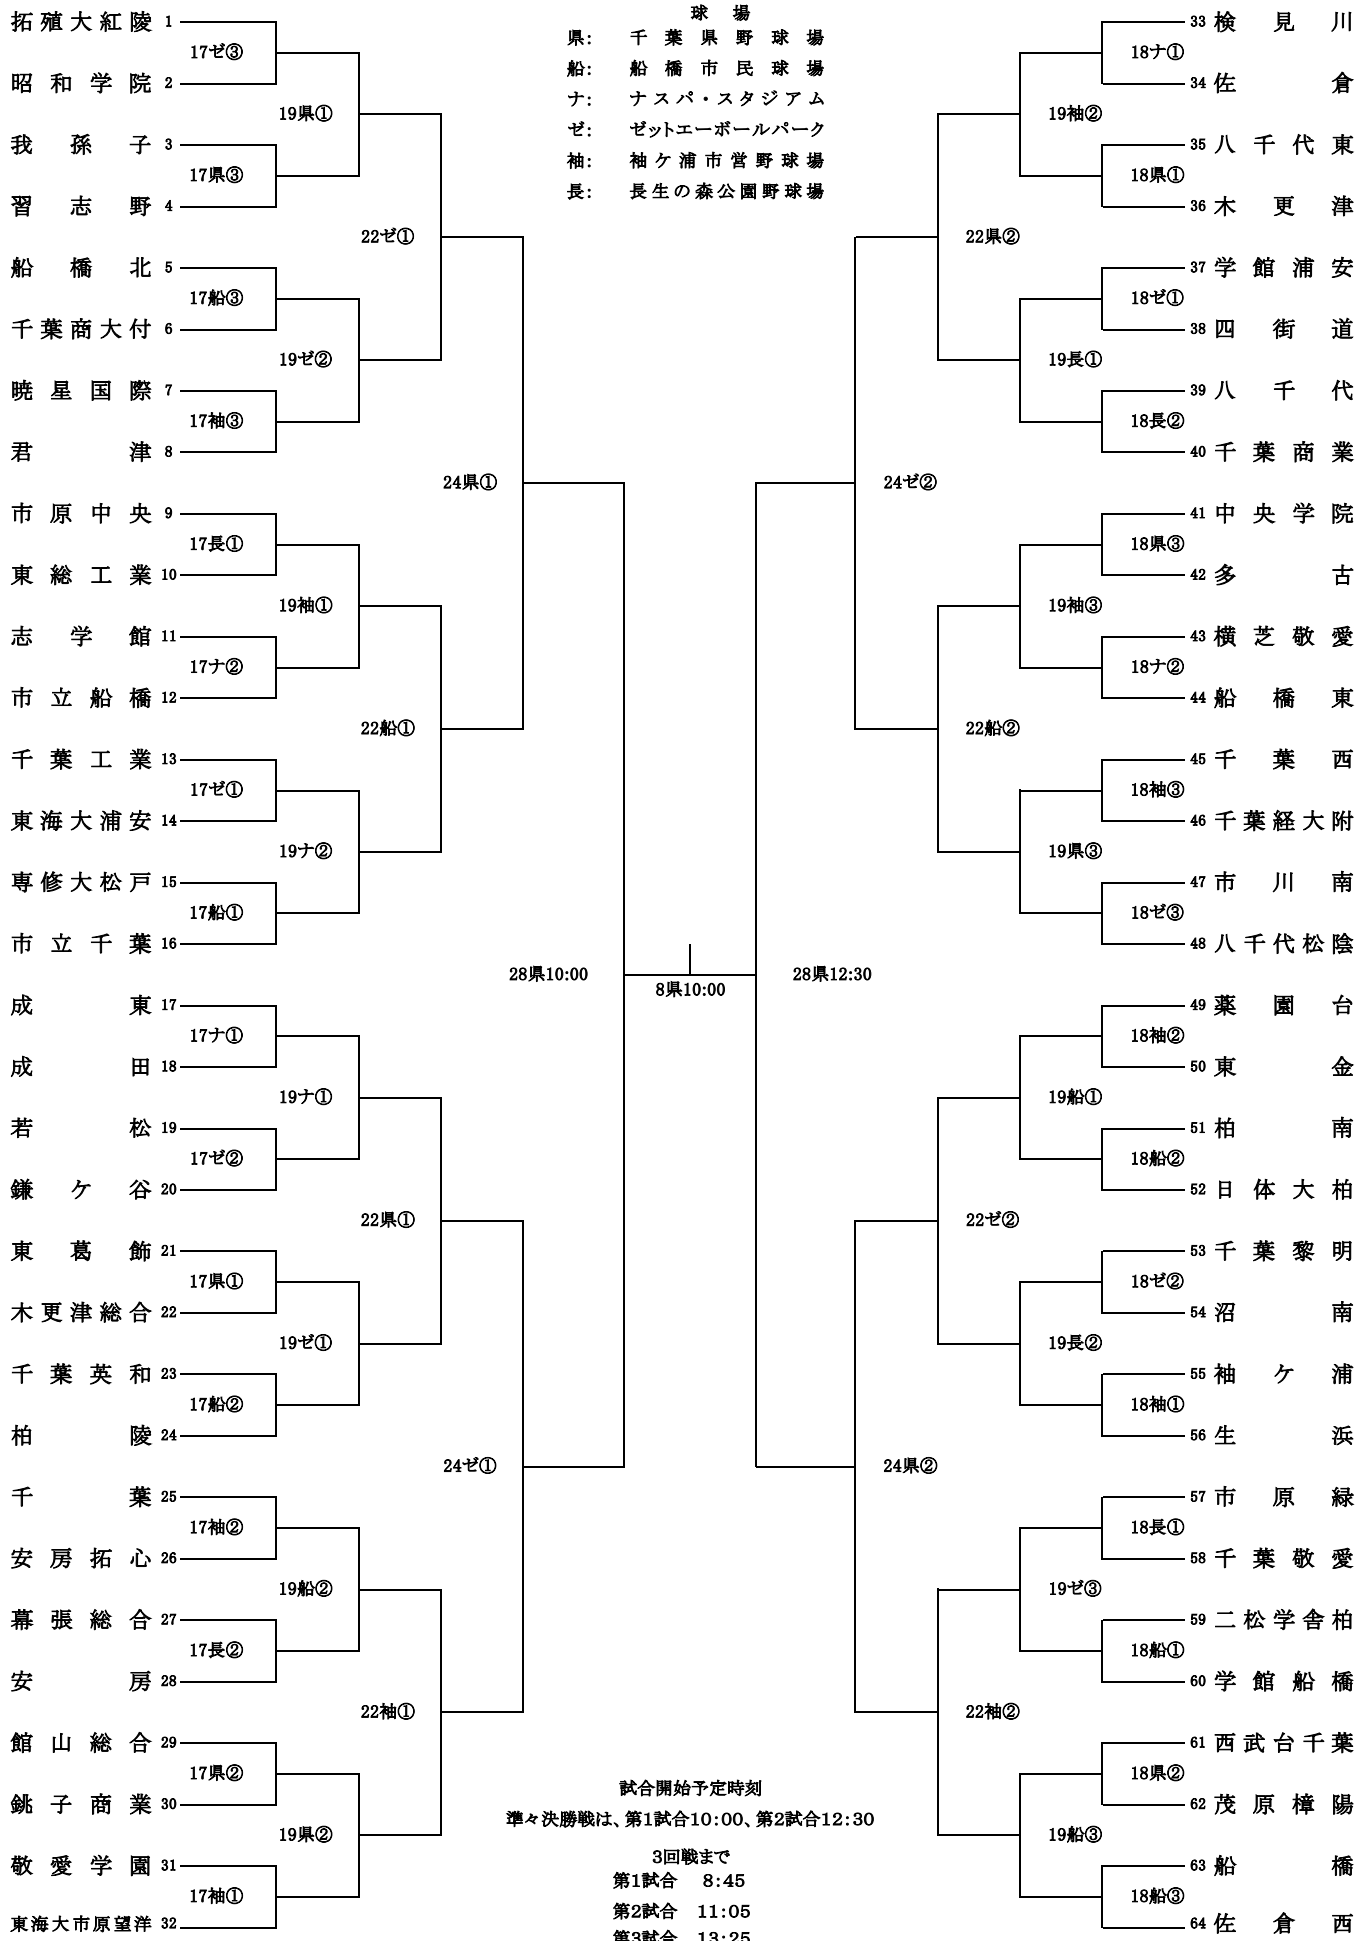 球場
県： 千葉県野球場
船： 船橋市民球場
ナ： ナスパ・スタジアム
ゼ： ゼットエーボールパーク
袖： 袖ケ浦市営野球場
長： 長生の森公園野球場
拓殖大紅陵 1
17ゼ③
昭和学院 2
19県①
我孫子 3
17県③
習志野 4
22ゼ①
船橋北 5
17船③
千葉商大付 6
19ゼ②
暁星国際 7
17袖③
君津 8
24県①
市原中央 9
17長①
東総工業 10
19袖①
志学館 11
17ナ②
市立船橋 12
22船①
千葉工業 13
17ゼ①
東海大浦安 14
19ナ②
専修大松戸 15
17船①
市立千葉 16
28県10:00
成東 17
17ナ①
成田 18
19ナ①
若松 19
17ゼ②
鎌ケ谷 20
22県①
東葛飾 21
17県①
木更津総合 22
19ゼ①
千葉英和 23
17船②
柏陵 24
24ゼ①
千葉 25
17袖②
安房拓心 26
19船②
幕張総合 27
17長②
安房 28
22袖①
館山総合 29
17県②
銚子商業 30
19県②
敬愛学園 31
17袖①
東海大市原望洋 32
8県10:00
33 検見川
18ナ①
34 佐倉
19袖②
35 八千代東
18県①
36 木更津
22県②
37 学館浦安
18ゼ①
38 四街道
19長①
39 八千代
18長②
40 千葉商業
24ゼ②
41 中央学院
18県③
42 多古
19袖③
43 横芝敬愛
18ナ②
44 船橋東
22船②
45 千葉西
18袖③
46 千葉経大附
19県③
47 市川南
18ゼ③
48 八千代松陰
28県12:30
49 薬園台
18袖②
50 東金
19船①
51 柏南
18船②
52 日体大柏
22ゼ②
53 千葉黎明
18ゼ②
54 沼南
19長②
55 袖ケ浦
18袖①
56 生浜
24県②
57 市原緑
18長①
58 千葉敬愛
19ゼ③
59 二松学舎柏
18船①
60 学館船橋
22袖②
61 西武台千葉
18県②
62 茂原樟陽
19船③
63 船橋
18船③
64 佐倉西
試合開始予定時刻
準々決勝戦は、第1試合10:00、第2試合12:30
3回戦まで
第1試合 8:45
第2試合 11:05
第3試合 13:25